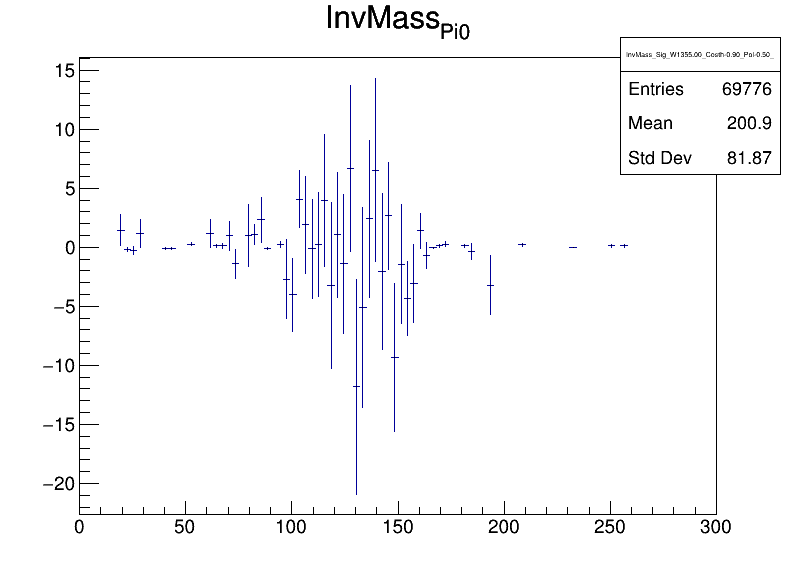 InvMass_Pi0
InvMass_Sig_W1355.00_Costh-0.90_Pol-0.50_
Entries 69776
Mean 200.9
Std Dev 81.87
15
10
5
0
−5
−10
−15
−20
0 50 100 150 200 250 300